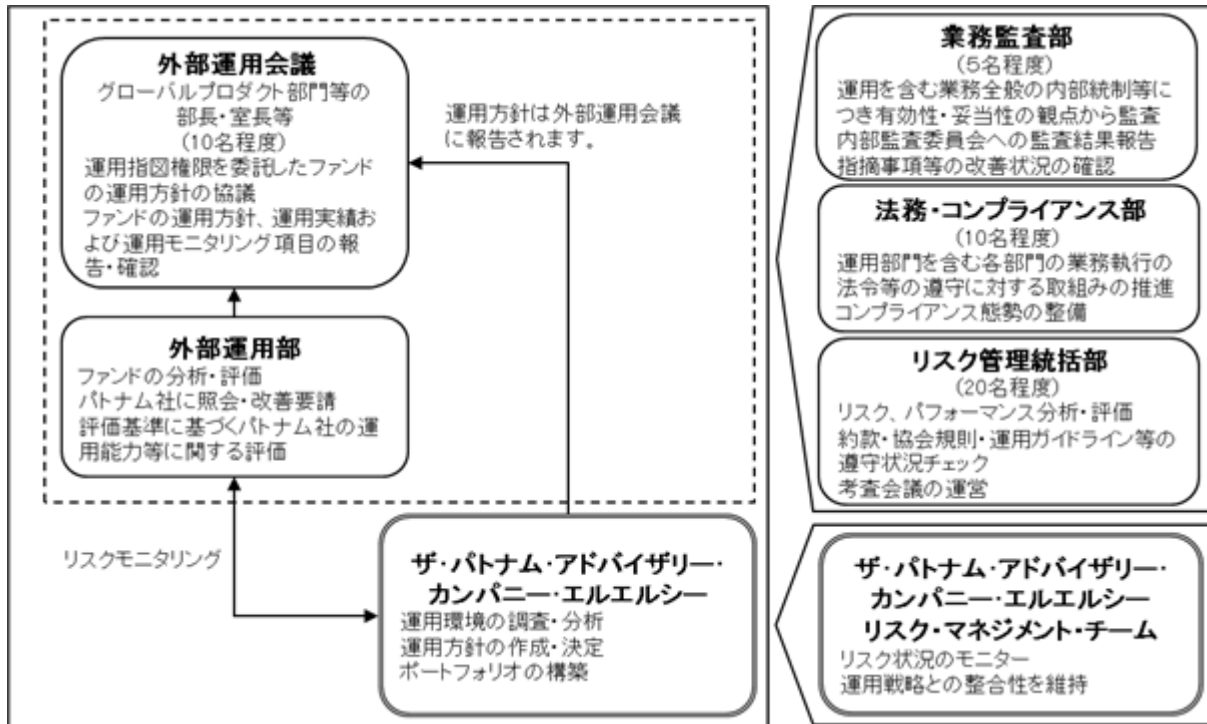 外部運用会議
グローバルプロダクト部門等の
部長・室長等
(10名程度)
運用指図権限を委託したファンド
の運用方針の協議
ファンドの運用方針、運用実績お
よび運用モニタリング項目の報
告・確認
運用方針は外部運用会議
に報告されます。
外部運用部
ファンドの分析・評価
パトナム社に照会・改善要請
評価基準に基づくパトナム社の運
用能力等に関する評価
リスクモニタリング
ザ・パトナム・アドバイザリー・
カンパニー・エルエルシー
運用環境の調査・分析
運用方針の作成・決定
ポートフォリオの構築
業務監査部
(5名程度)
運用を含む業務全般の内部統制等に
つき有効性・妥当性の観点から監査
内部監査委員会への監査結果報告
指摘事項等の改善状況の確認
法務・コンプライアンス部
(10名程度)
運用部門を含む各部門の業務執行の
法令等の遵守に対する取組みの推進
コンプライアンス態勢の整備
リスク管理統括部
(20名程度)
リスク、パフォーマンス分析・評価
約款・協会規則・運用ガイドライン等の
遵守状況チェック
考査会議の運営
ザ・パトナム・アドバイザリー・
カンパニー・エルエルシー
リスク・マネジメント・チーム
リスク状況のモニター
運用戦略との整合性を維持